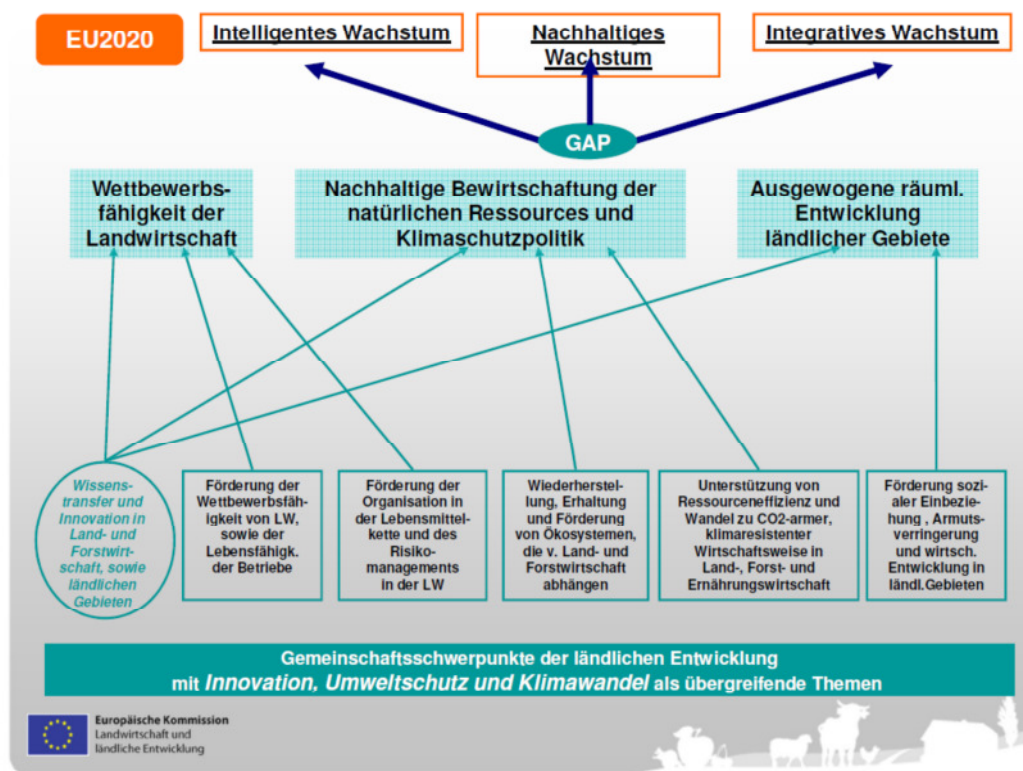 EU2020
Intelligentes Wachstum
Nachhaltiges
Wachstum
Integratives Wachstum
GAP
Wettbewerbs-
fähigkeit der
Landwirtschaft
Nachhaltige Bewirtschaftung der
natürlichen Ressources und
Klimaschutzpolitik
Ausgewogene räuml.
Entwicklung
ländlicher Gebiete
Wissens-
transfer und
Innovation in
Land- und
Forstwirt-
schaft, sowie
ländlichen
Gebieten
Förderung der
Wettbewerbsfäh-
igkeit von LW,
sowie der
Lebensfähigk.
der Betriebe
Förderung der
Organisation in
der Lebensmittel-
kette und des
Risiko-
managements
in der LW
Wiederherstel-
lung, Erhaltung
und Förderung
von Ökosystemen,
die v. Land- und
Forstwirtschaft
abhängen
Unterstützung von
Ressourceneffizienz und
Wandel zu CO2-armer,
klimaresistenter
Wirtschaftsweise in
Land-, Forst- und
Ernährungswirtschaft
Förderung sozi-
aler Einbezie-
hung , Armuts-
verringerung
und wirtsch.
Entwicklung in
ländl.Gebieten
Gemeinschaftsschwerpunkte der ländlichen Entwicklung
mit Innovation, Umweltschutz und Klimawandel als übergreifende Themen
Europäische Kommission
Landwirtschaft und
ländliche Entwicklung